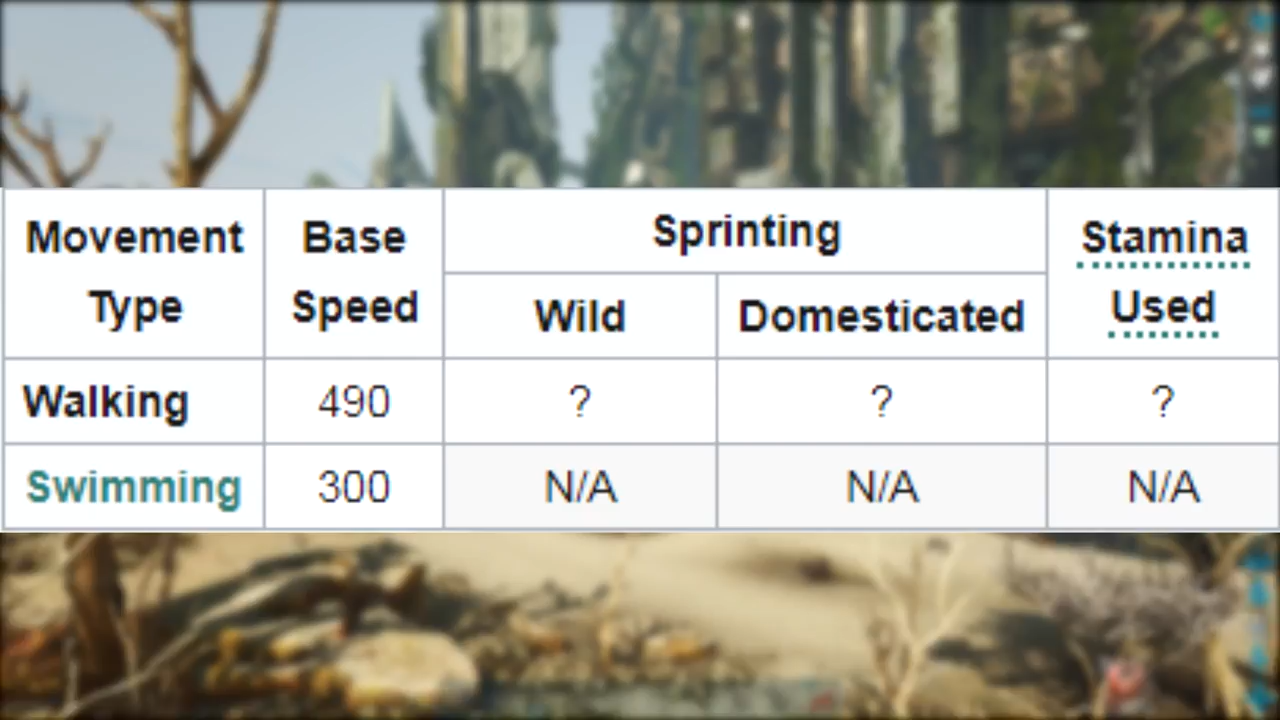 Movement Type
Base Speed
Sprinting
Stamina Used
Wild
Domesticated
Walking 490 ? ? ?
Swimming 300 N/A N/A N/A